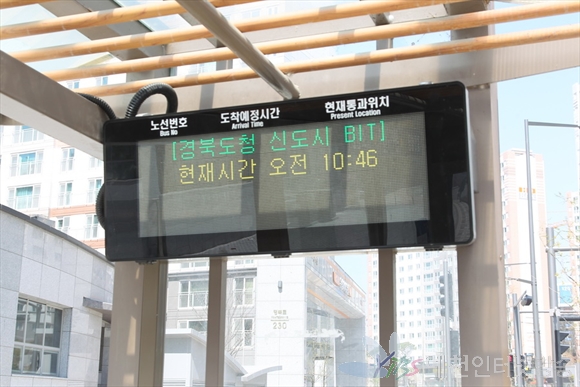 노선번호 도착예정시간 현재통과위치
Bus No Arrival Time Present Location
[경북도청 신도시 BIT]
현재시간 오전 10:46
230